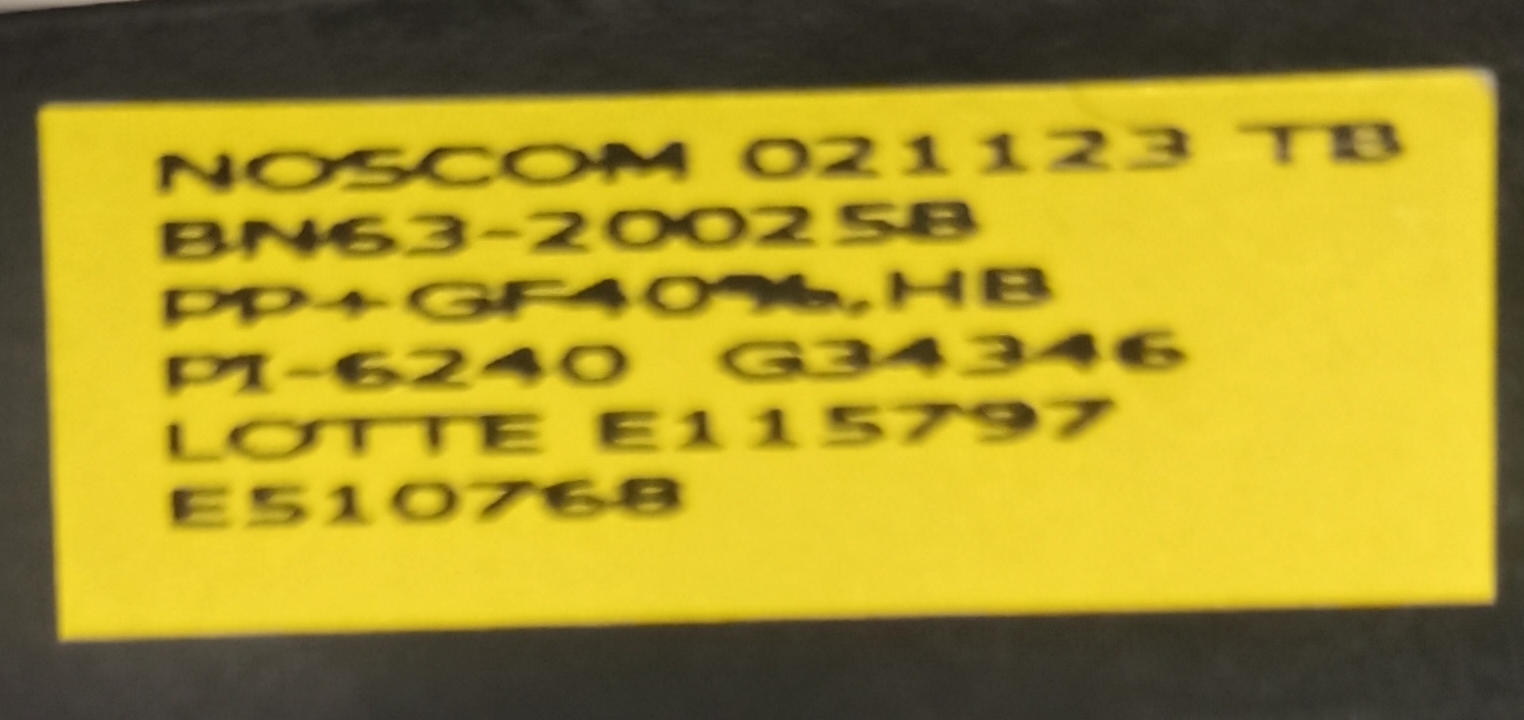 NOSCOM 021123 TB
BN63-20025B
PP+GF40%,HB
PI-6240 G34346
LOTTE E115797
E510768